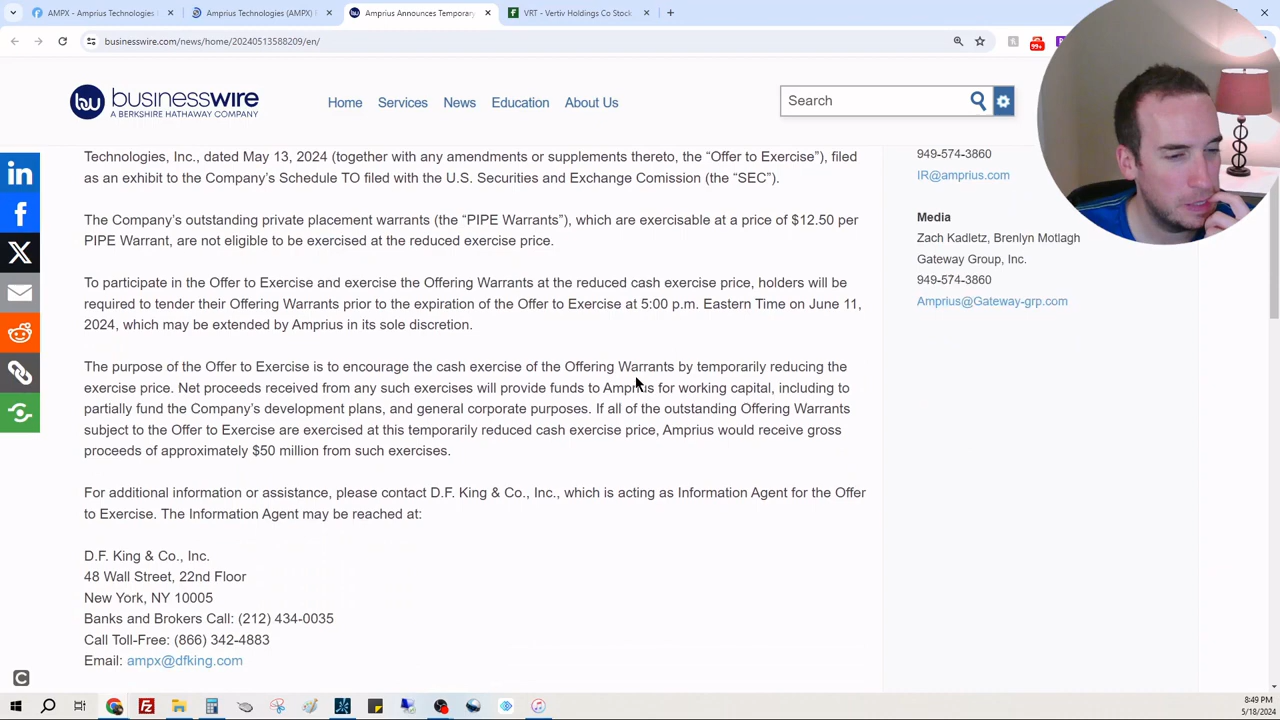 AMPX - Amprius Technologies
Amprius Technologies (AMPX)
Amprius Announces Temporary
VRT - Vertiv Holdings Co Stock
businesswire.com/news/home/20240513588209/en/
99+
businesswire
A BERKSHIRE HATHAWAY COMPANY
Home
Services
News
Education
About Us
Search
Technologies, Inc., dated May 13, 2024 (together with any amendments or supplements thereto, the “Offer to Exercise”), filed
as an exhibit to the Company’s Schedule TO filed with the U.S. Securities and Exchange Comission (the “SEC”).
The Company’s outstanding private placement warrants (the “PIPE Warrants”), which are exercisable at a price of $12.50 per
PIPE Warrant, are not eligible to be exercised at the reduced exercise price.
To participate in the Offer to Exercise and exercise the Offering Warrants at the reduced cash exercise price, holders will be
required to tender their Offering Warrants prior to the expiration of the Offer to Exercise at 5:00 p.m. Eastern Time on June 11,
2024, which may be extended by Amprius in its sole discretion.
The purpose of the Offer to Exercise is to encourage the cash exercise of the Offering Warrants by temporarily reducing the
exercise price. Net proceeds received from any such exercises will provide funds to Amprius for working capital, including to
partially fund the Company’s development plans, and general corporate purposes. If all of the outstanding Offering Warrants
subject to the Offer to Exercise are exercised at this temporarily reduced cash exercise price, Amprius would receive gross
proceeds of approximately $50 million from such exercises.
For additional information or assistance, please contact D.F. King & Co., Inc., which is acting as Information Agent for the Offer
to Exercise. The Information Agent may be reached at:
D.F. King & Co., Inc.
48 Wall Street, 22nd Floor
New York, NY 10005
Banks and Brokers Call: (212) 434-0035
Call Toll-Free: (866) 342-4883
Email: ampx@dfking.com
949-574-3860
IR@amprius.com
Media
Zach Kadletz, Brenlyn Motlagh
Gateway Group, Inc.
949-574-3860
Amprius@Gateway-grp.com
8:49 PM
5/18/2024